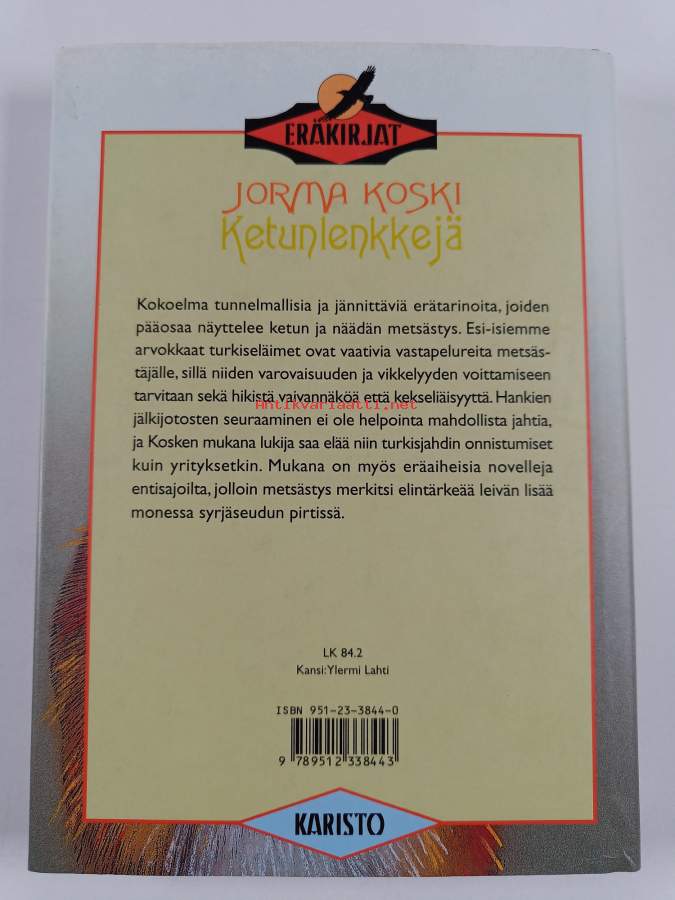 ERÄKIRJAT
JORMA KOSKI
Ketunlenkkejä
Kokoelma tunnelmallisia ja jännittäviä erätarinoita, joiden
pääosaa näyttelee ketun ja näädän metsästys. Esi-isiemme
arvokkaat turkiseläimet ovat vaativia vastapelureita metsäs-
täjälle, sillä niiden varovaisuuden ja vikkelyyden voittamiseen
tarvitaan sekä hikistä vaivannäköä että kekseliäisyyttä. Hankien
Antikvariaatti.net
jälkijotosten seuraaminen ei ole helpointa mahdollista jahtia,
ja Kosken mukana lukija saa elää niin turkisjahdin onnistumiset
kuin yrityksetkin. Mukana on myös eräaiheisia novelleja
entisajoilta, jolloin metsästys merkitsi elintärkeää leivän lisää
monessa syrjäseudun pirtissä.
LK 84.2
Kansi: Ylermi Lahti
ISBN 951-23-3844-0
9 789512 338443
KARISTO